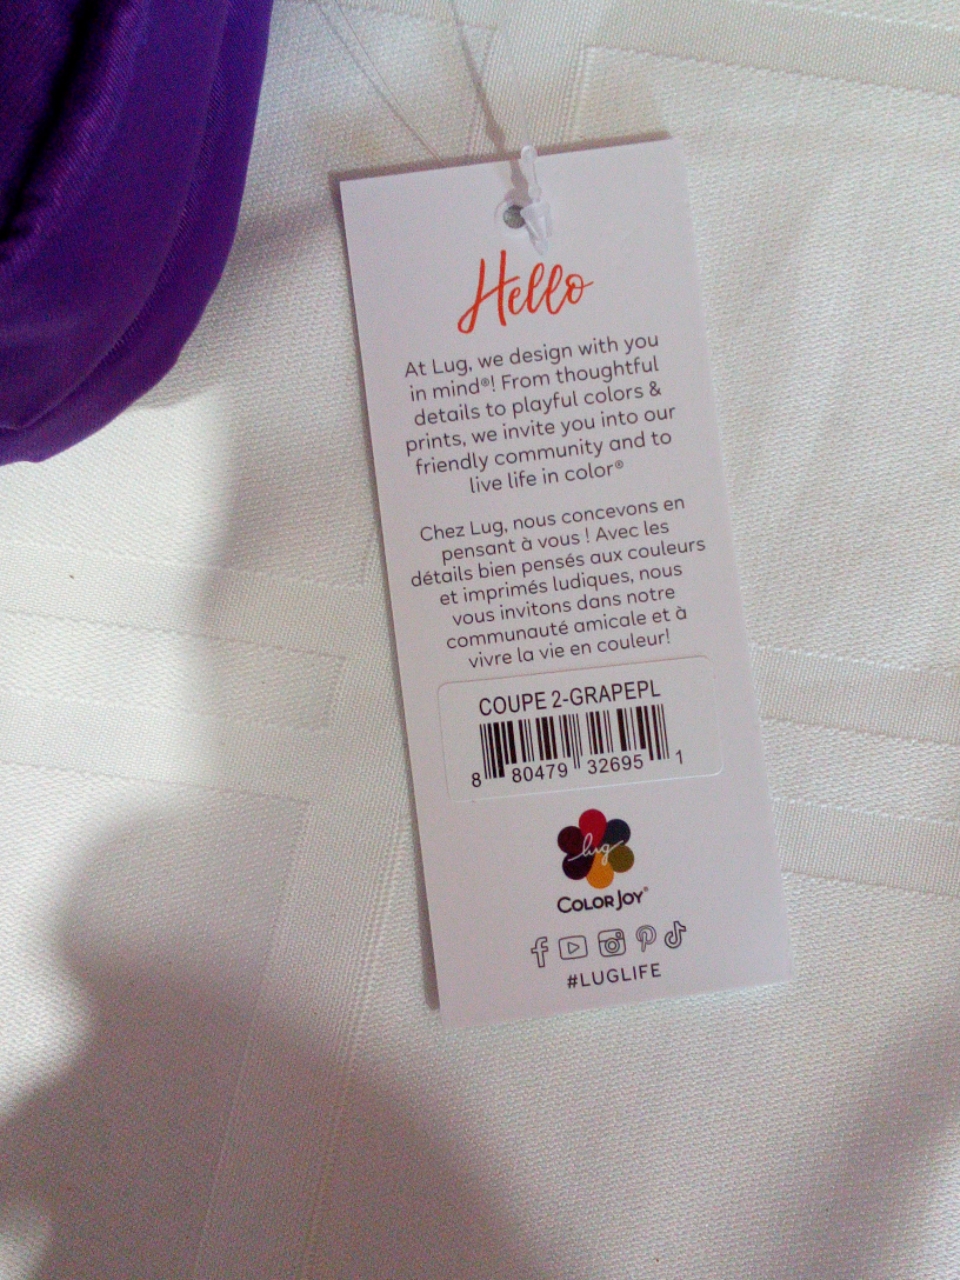 Hello
At Lug, we design with you
in mind®! From thoughtful
details to playful colors &
prints, we invite you into our
friendly community and to
live life in color®
Chez Lug, nous concevons en
pensant à vous ! Avec les
détails bien pensés aux couleurs
et imprimés ludiques, nous
vous invitons dans notre
communauté amicale et à
vivre la vie en couleur!
COUPE 2-GRAPEPL
8 80479 32695 1
lug
COLOR JOY®
#LUGLIFE